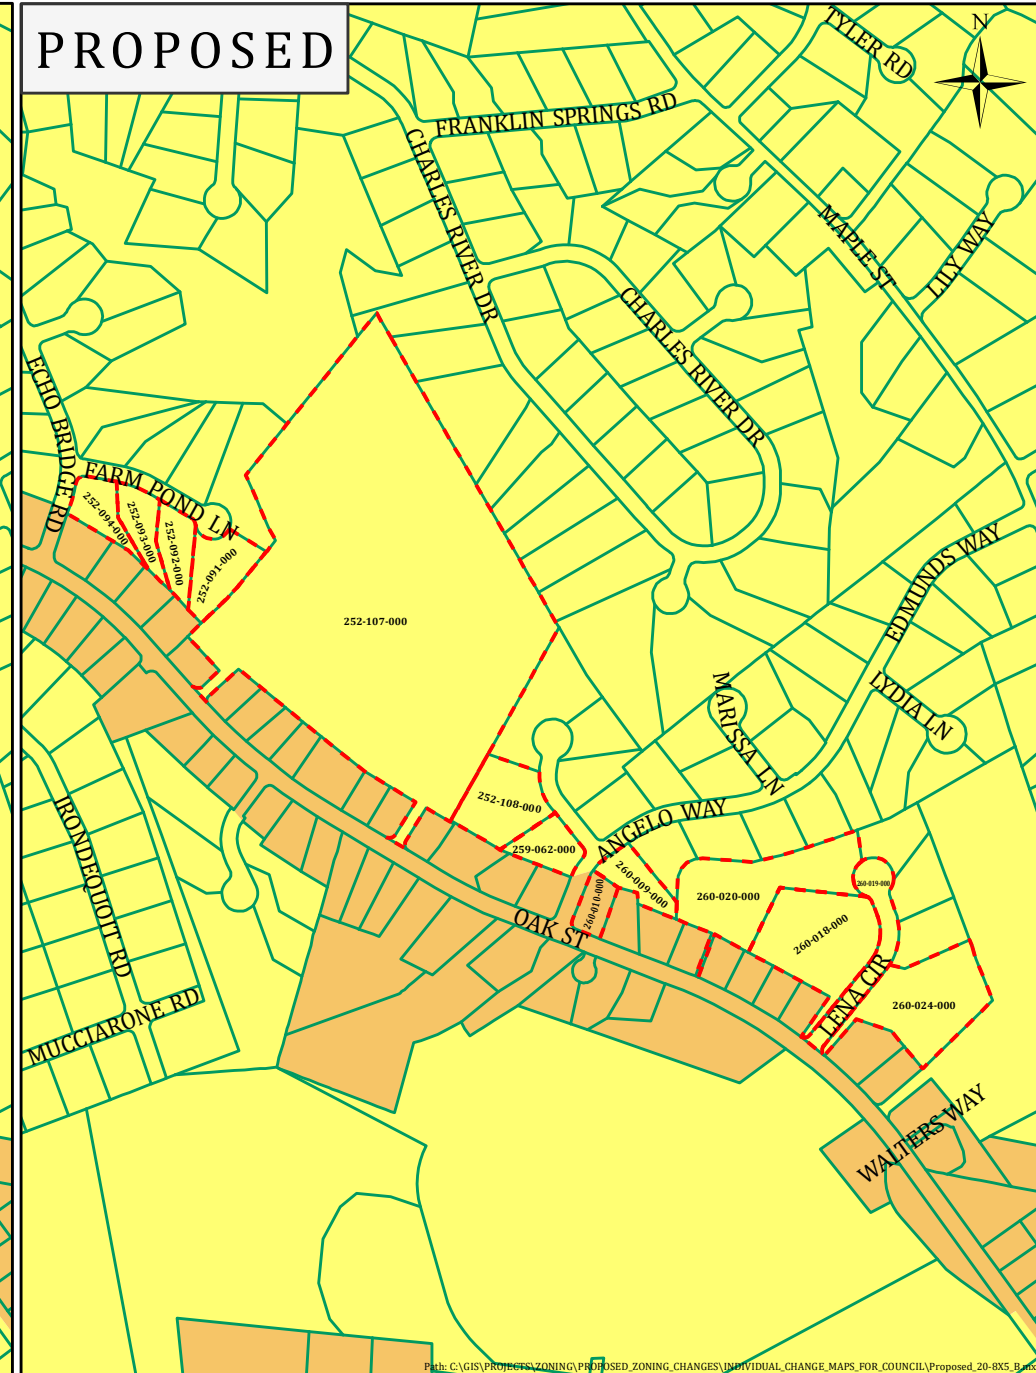 PROPOSED
N
TYLER RD
FRANKLIN SPRINGS RD
CHARLES RIVER DR
MAPLE ST
LILY WAY
CHARLES RIVER DR
ECHO BRIDGE RD
FARM POND LN
252-094-000
252-093-000
252-092-000
252-091-000
252-107-000
EDMUNDS WAY
LYDIA LN
MARISSA LN
252-108-000
259-062-000
ANGELO WAY
260-009-000
260-010-000
260-020-000
260-019-000
260-018-000
OAK ST
LENA CIR
260-024-000
IRONDEQUOIT RD
MUCCIARONE RD
WALTERS WAY
Path: C:\GIS\PROJECTS\ZONING\PROPOSED_ZONING_CHANGES\INDIVIDUAL_CHANGE_MAPS_FOR_COUNCIL\Proposed_20-8X5_B.mx